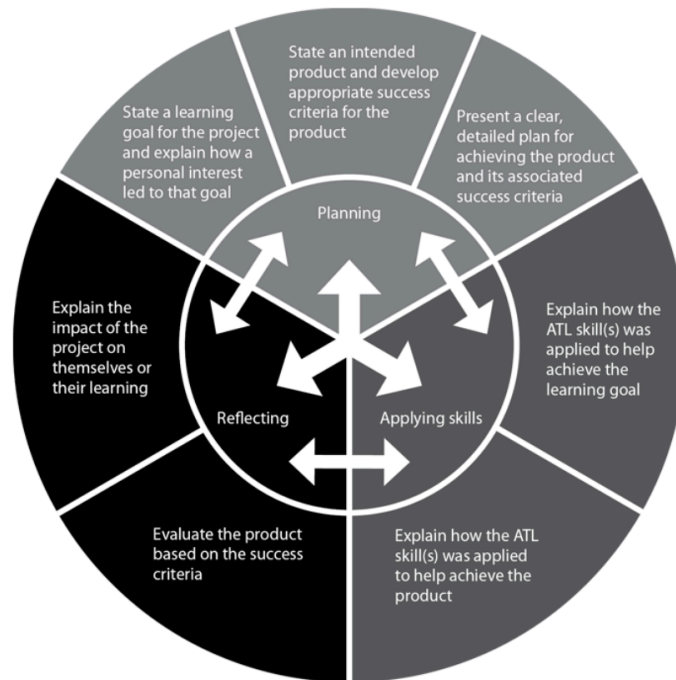 State an intended
product and develop
appropriate success
criteria for the
product
State a learning
goal for the project
and explain how a
personal interest
led to that goal
Present a clear,
detailed plan for
achieving the product
and its associated
success criteria
Planning
Explain the
impact of the
project on
themselves or
their learning
Explain how the
ATL skill(s) was
applied to help
achieve the
learning goal
Reflecting
Applying skills
Evaluate the product
based on the success
criteria
Explain how the ATL
skill(s) was applied
to help achieve the
product